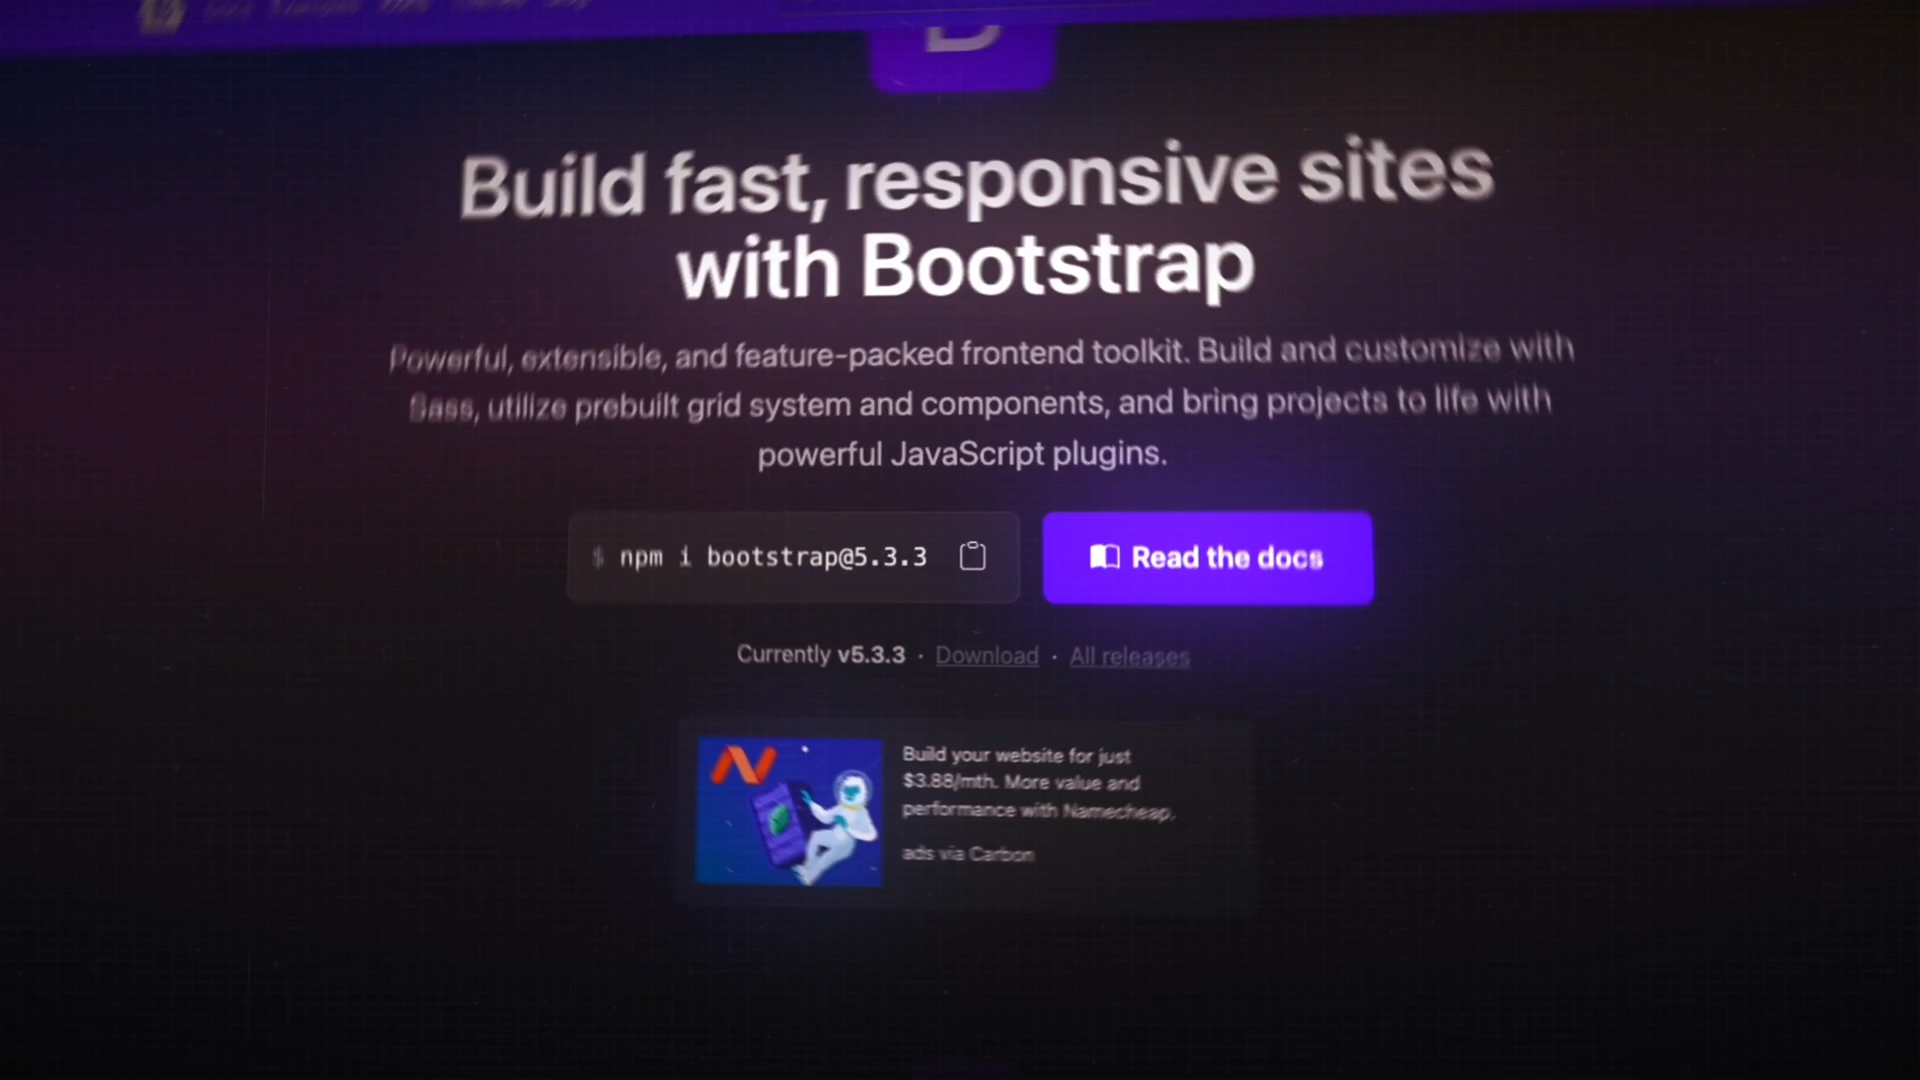 B
Build fast, responsive sites
with Bootstrap
Powerful, extensible, and feature-packed frontend toolkit. Build and customize with
Sass, utilize prebuilt grid system and components, and bring projects to life with
powerful JavaScript plugins.
$ npm i bootstrap@5.3.3
Read the docs
Currently v5.3.3 · Download · All releases
Build your website for just
$3.88/mth. More value and
performance with Namecheap.
ads via Carbon